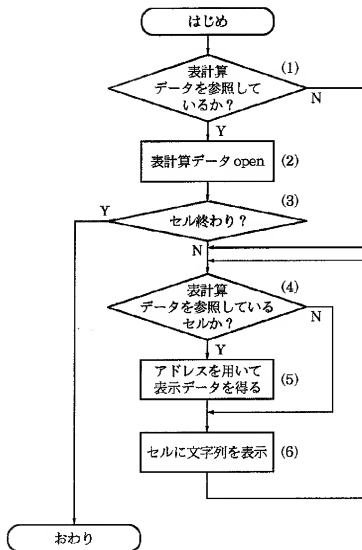 はじめ
(1)
表計算
データを参照して
いるか?
N
Y
表計算データ open
(2)
(3)
Y
セル終わり?
N
(4)
表計算
データを参照している
セルか?
N
Y
アドレスを用いて
表示データを得る
(5)
セルに文字列を表示
(6)
おわり